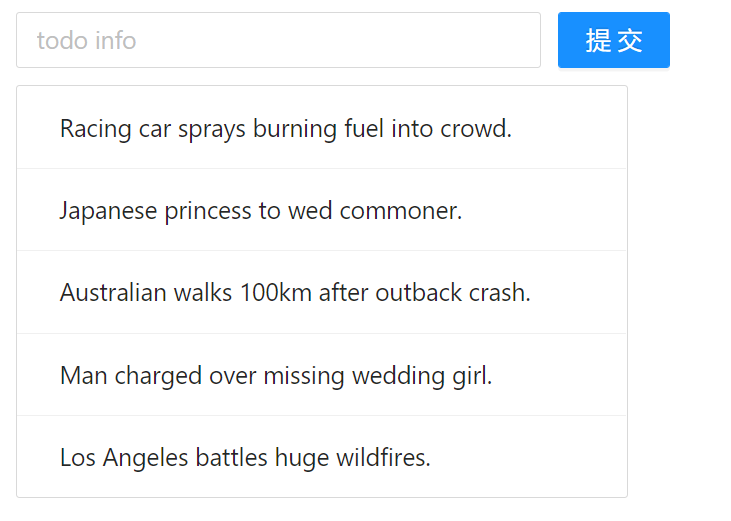 todo info
提交
Racing car sprays burning fuel into crowd.
Japanese princess to wed commoner.
Australian walks 100km after outback crash.
Man charged over missing wedding girl.
Los Angeles battles huge wildfires.